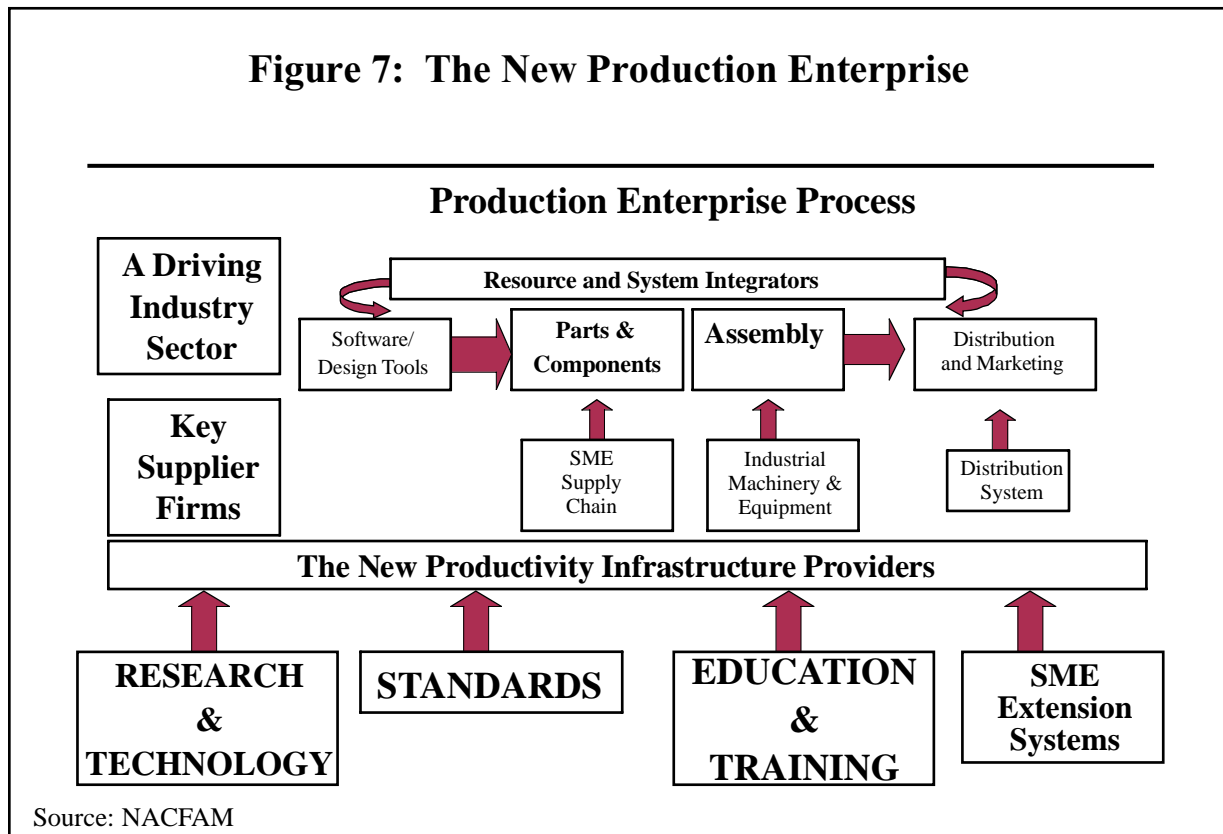 Figure 7: The New Production Enterprise
Production Enterprise Process
A Driving
Industry
Sector
Resource and System Integrators
Software/
Design Tools
Parts &
Components
Assembly
Distribution
and Marketing
Key
Supplier
Firms
SME
Supply
Chain
Industrial
Machinery &
Equipment
Distribution
System
The New Productivity Infrastructure Providers
RESEARCH
&
TECHNOLOGY
STANDARDS
EDUCATION
&
TRAINING
SME
Extension
Systems
Source: NACFAM